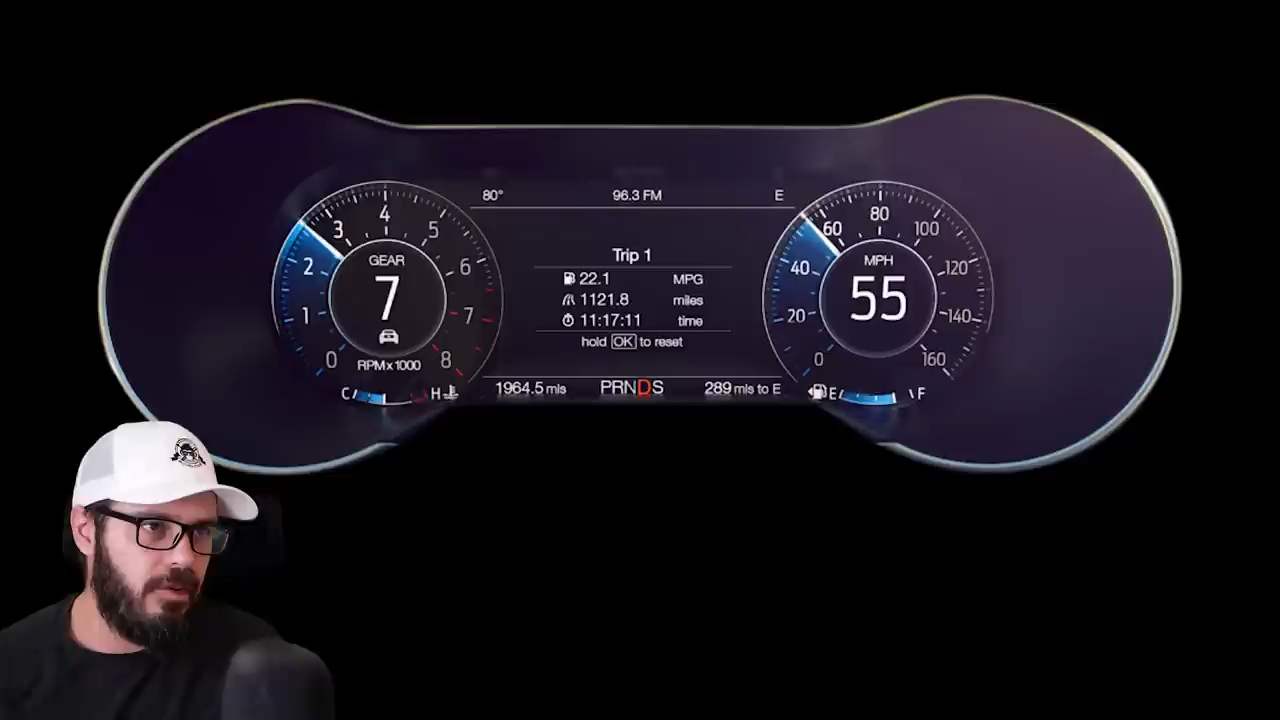 80° 96.3 FM E
4
3 5
2 6
1 7
0 8
GEAR
7
RPMx1000
C H
Trip 1
22.1 MPG
1121.8 miles
11:17:11 time
hold OK to reset
1964.5 mls PRNDS 289 mls to E
80
60 100
40 120
20 140
0 160
MPH
55
E F